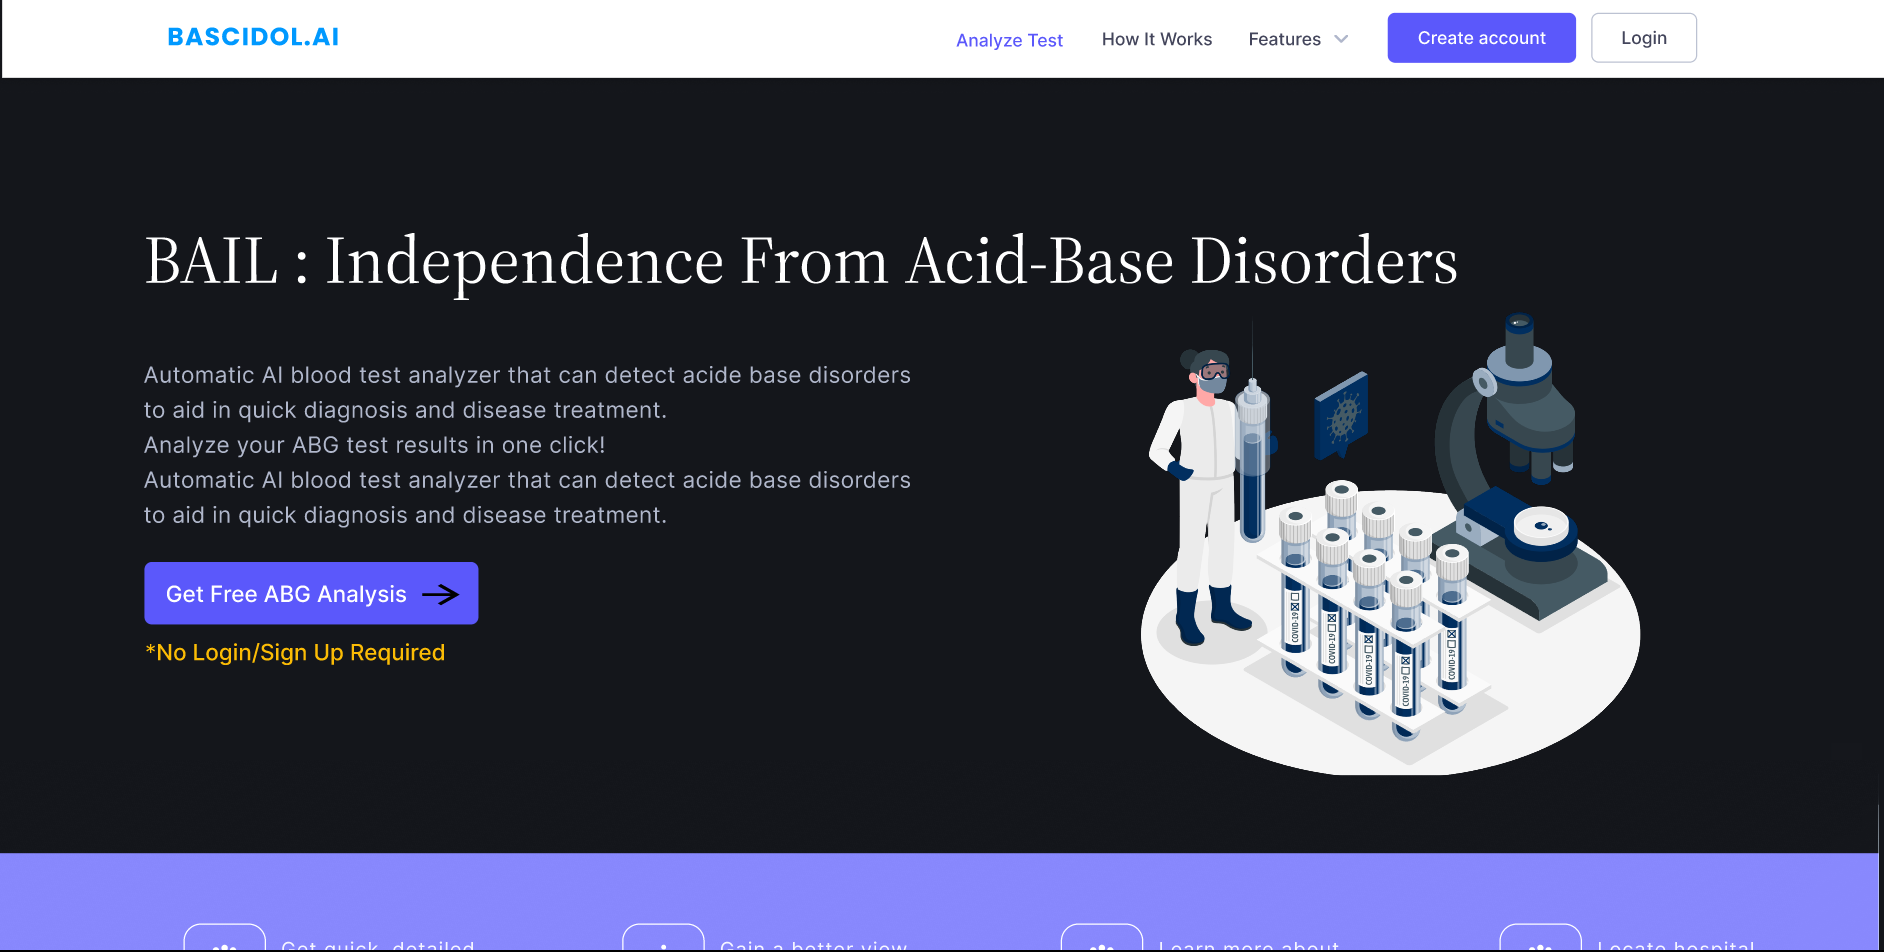 BASCIDOL.AI
Analyze Test
How It Works
Features
Create account
Login
BAIL : Independence From Acid-Base Disorders
Automatic AI blood test analyzer that can detect acide base disorders
to aid in quick diagnosis and disease treatment.
Analyze your ABG test results in one click!
Automatic AI blood test analyzer that can detect acide base disorders
to aid in quick diagnosis and disease treatment.
Get Free ABG Analysis
*No Login/Sign Up Required
COVID-19
COVID-19
COVID-19
COVID-19
COVID-19
Get quick, detailed
Gain a better view
Learn more about
Locate hospital